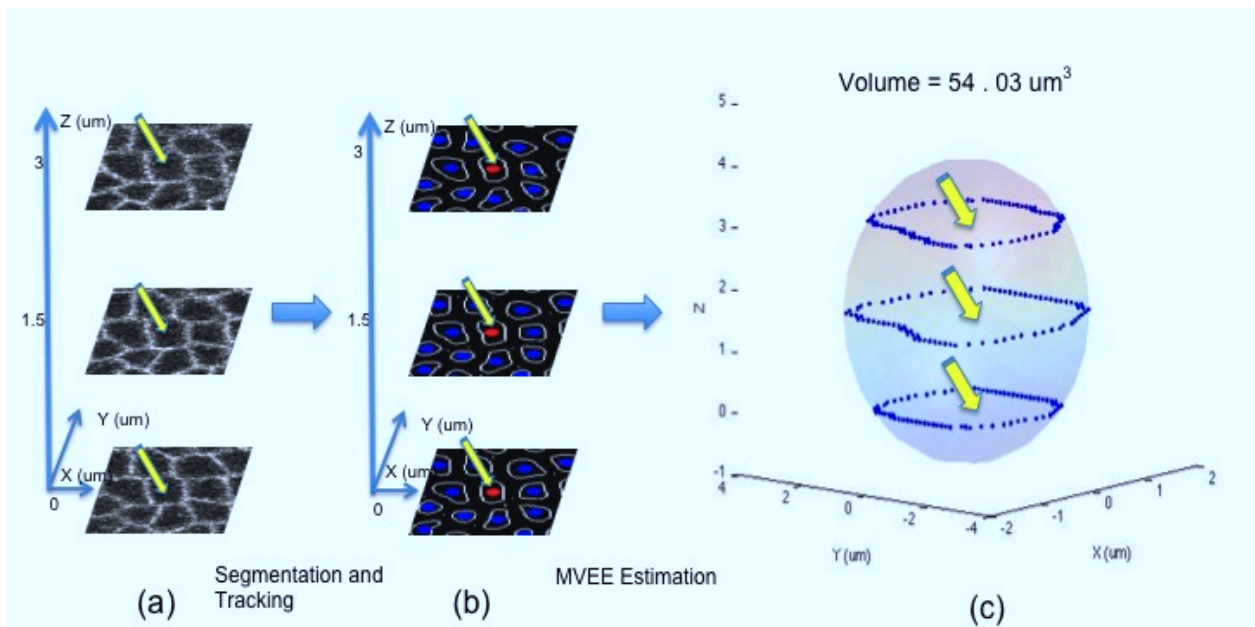 Volume = 54 . 03 um³
Z (um)
3
1.5
Y (um)
X (um)
0
(a)
Segmentation and
Tracking
Z (um)
3
1.5
Y (um)
X (um)
0
(b)
MVEE Estimation
5
4
3
2
1
0
-1
Z
4
2
0
-2
-4
Y (um)
-2
-1
0
1
2
X (um)
(c)